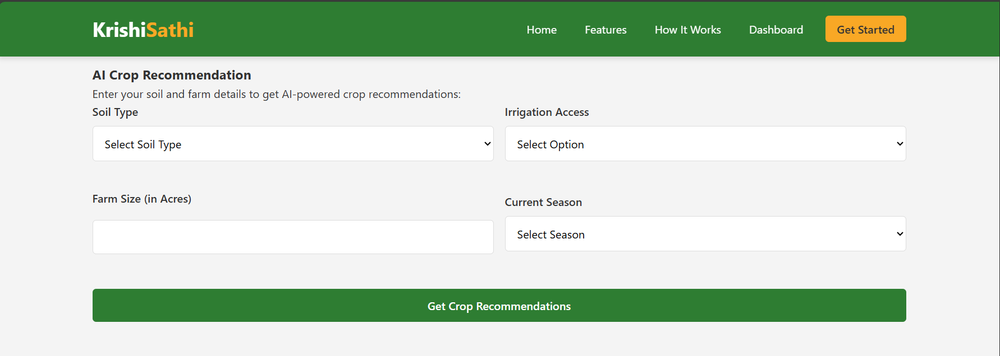 KrishiSathi
Home Features How It Works Dashboard Get Started
AI Crop Recommendation
Enter your soil and farm details to get AI-powered crop recommendations:
Soil Type
Select Soil Type
Irrigation Access
Select Option
Farm Size (in Acres)
Current Season
Select Season
Get Crop Recommendations